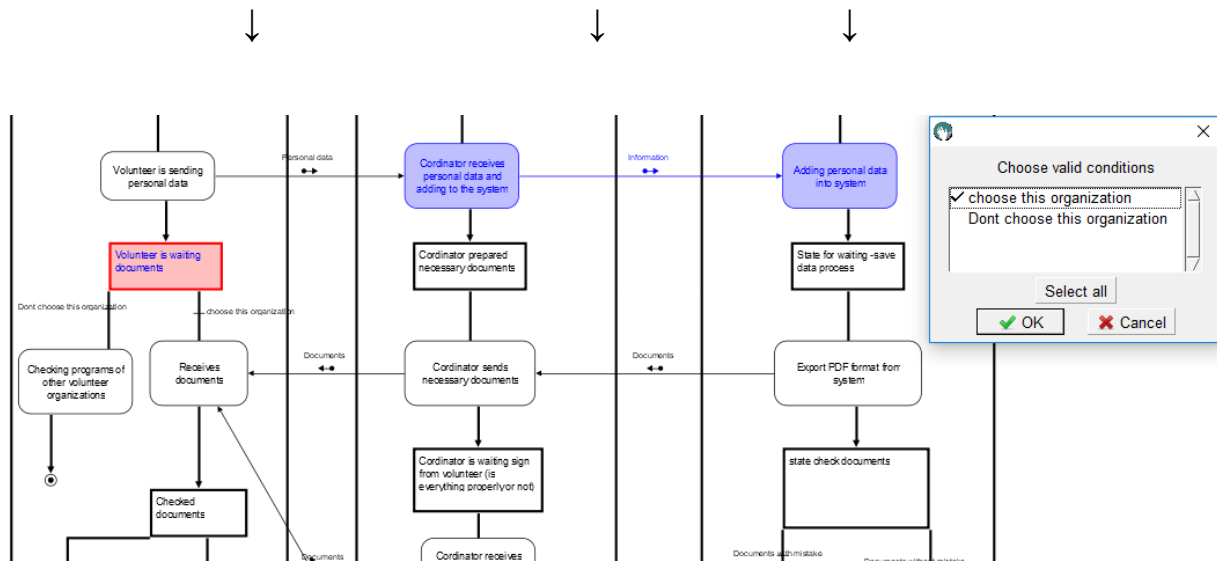 Volunteer is sending
personal data
Personal data
Cordinator receives
personal data and
adding to the system
Information
Adding personal data
into system
Choose valid conditions
choose this organization
Dont choose this organization
Select all
OK
Cancel
Volunteer is waiting
documents
Cordinator prepared
necessary documents
State for waiting -save
data process
Dont choose this organization
choose this organization
Checking programs of
other volunteer
organizations
Receives
documents
Documents
Cordinator sends
necessary documents
Documents
Export PDF format from
system
Cordinator is waiting sign
from volunteer (is
everything properly or not)
state check documents
Checked
documents
Documents
Cordinator receives
Documents with mistake
Documents without mistake